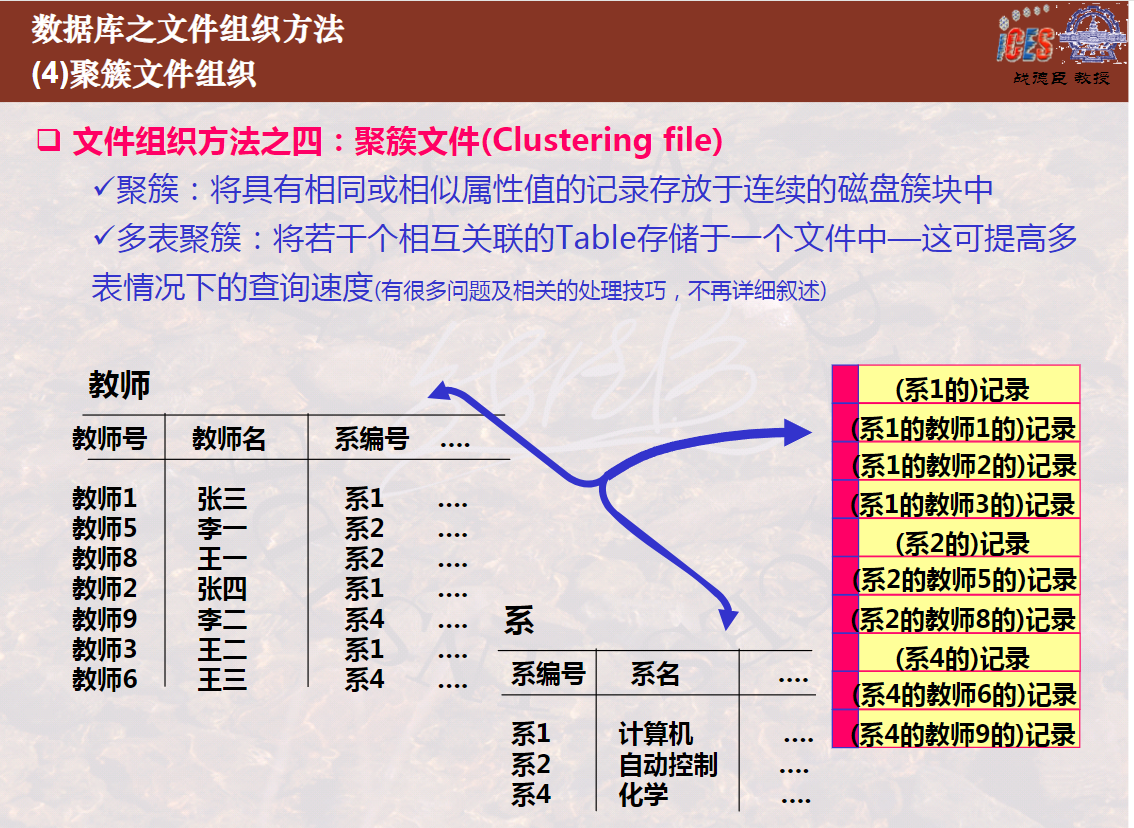 数据库之文件组织方法
(4)聚簇文件组织
iCES
战德臣 教授
❑ 文件组织方法之四：聚簇文件(Clustering file)
✓聚簇：将具有相同或相似属性值的记录存放于连续的磁盘簇块中
✓多表聚簇：将若干个相互关联的Table存储于一个文件中—这可提高多
表情况下的查询速度(有很多问题及相关的处理技巧，不再详细叙述)
教师
教师号 教师名 系编号 ....
教师1 张三 系1 ....
教师5 李一 系2 ....
教师8 王一 系2 ....
教师2 张四 系1 ....
教师9 李二 系4 ....
教师3 王二 系1 ....
教师6 王三 系4 ....
系
系编号 系名 ....
系1 计算机 ....
系2 自动控制 ....
系4 化学 ....
(系1的)记录
(系1的教师1的)记录
(系1的教师2的)记录
(系1的教师3的)记录
(系2的)记录
(系2的教师5的)记录
(系2的教师8的)记录
(系4的)记录
(系4的教师6的)记录
(系4的教师9的)记录